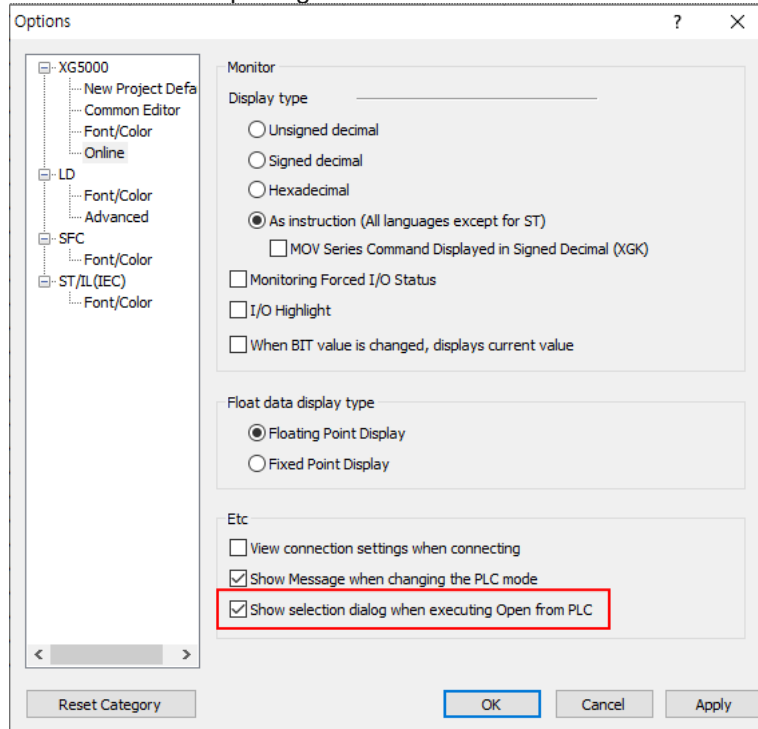 Options
? 
XG5000
New Project Defa
Common Editor
Font/Color
Online
LD
Font/Color
Advanced
SFC
Font/Color
ST/IL(IEC)
Font/Color
Monitor
Display type
Unsigned decimal
Signed decimal
Hexadecimal
As instruction (All languages except for ST)
MOV Series Command Displayed in Signed Decimal (XGK)
Monitoring Forced I/O Status
I/O Highlight
When BIT value is changed, displays current value
Float data display type
Floating Point Display
Fixed Point Display
Etc
View connection settings when connecting
Show Message when changing the PLC mode
Show selection dialog when executing Open from PLC
Reset Category
OK
Cancel
Apply